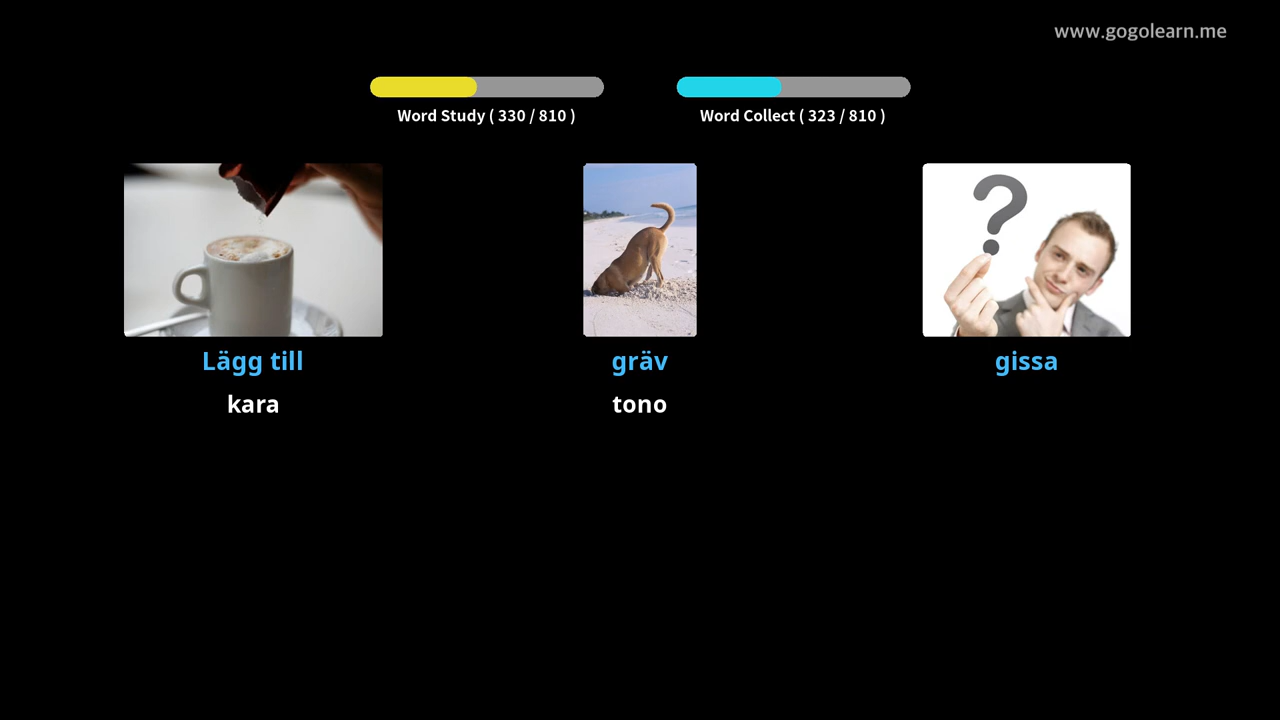 www.gogolearn.me
Word Study ( 330 / 810 )
Word Collect ( 323 / 810 )
Lägg till
gräv
gissa
kara
tono